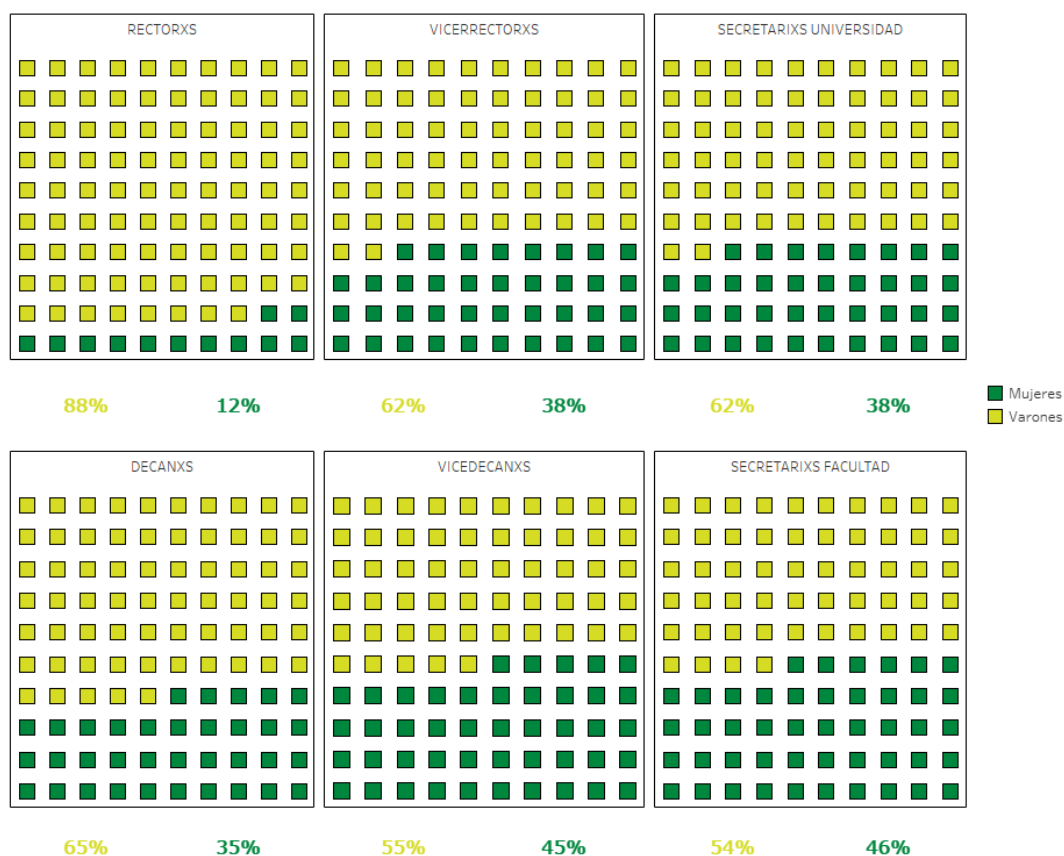 RECTORXS
VICERRECTORXS
SECRETARIXS UNIVERSIDAD
88% 12%
62% 38%
62% 38%
Mujeres
Varones
DECANXS
VICEDECANXS
SECRETARIXS FACULTAD
65% 35%
55% 45%
54% 46%